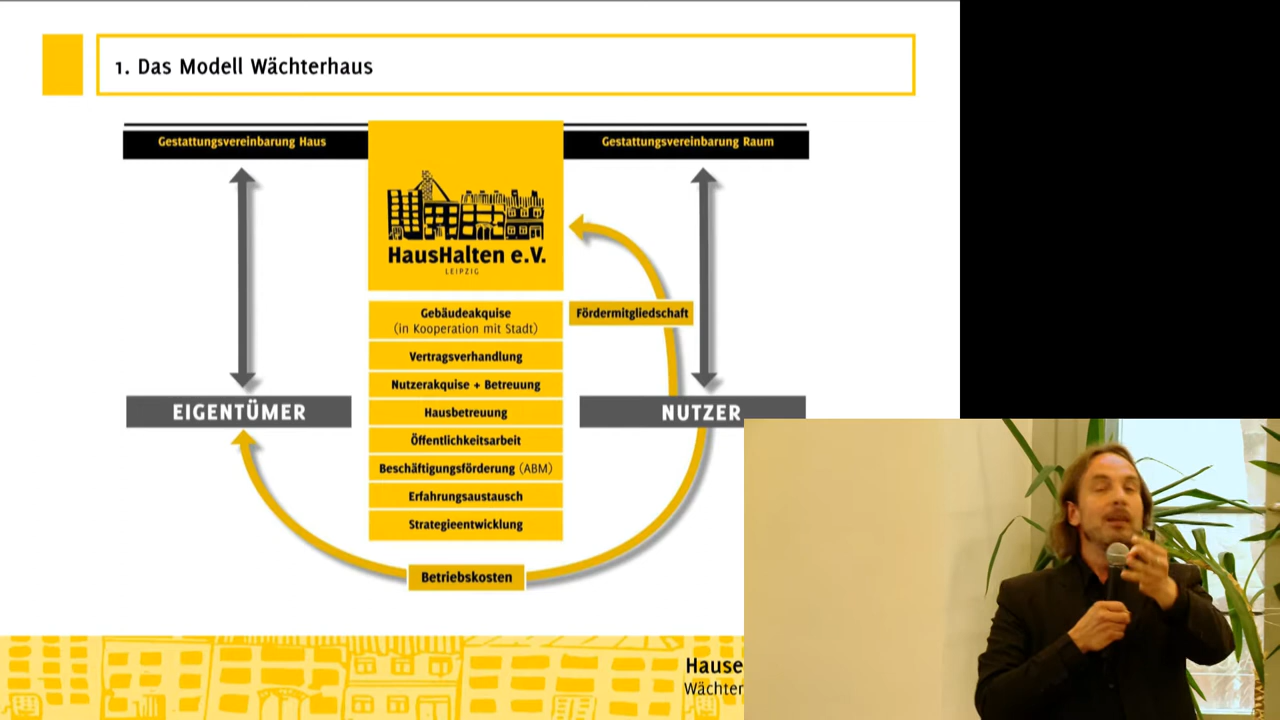 1. Das Modell Wächterhaus
Gestattungsvereinbarung Haus
Gestattungsvereinbarung Raum
HausHalten e.V.
LEIPZIG
Gebäudeakquise
(in Kooperation mit Stadt)
Fördermitgliedschaft
Vertragsverhandlung
Nutzerakquise + Betreuung
EIGENTÜMER
Hausbetreuung
NUTZER
Öffentlichkeitsarbeit
Beschäftigungsförderung (ABM)
Erfahrungsaustausch
Strategieentwicklung
Betriebskosten
Hause
Wächter